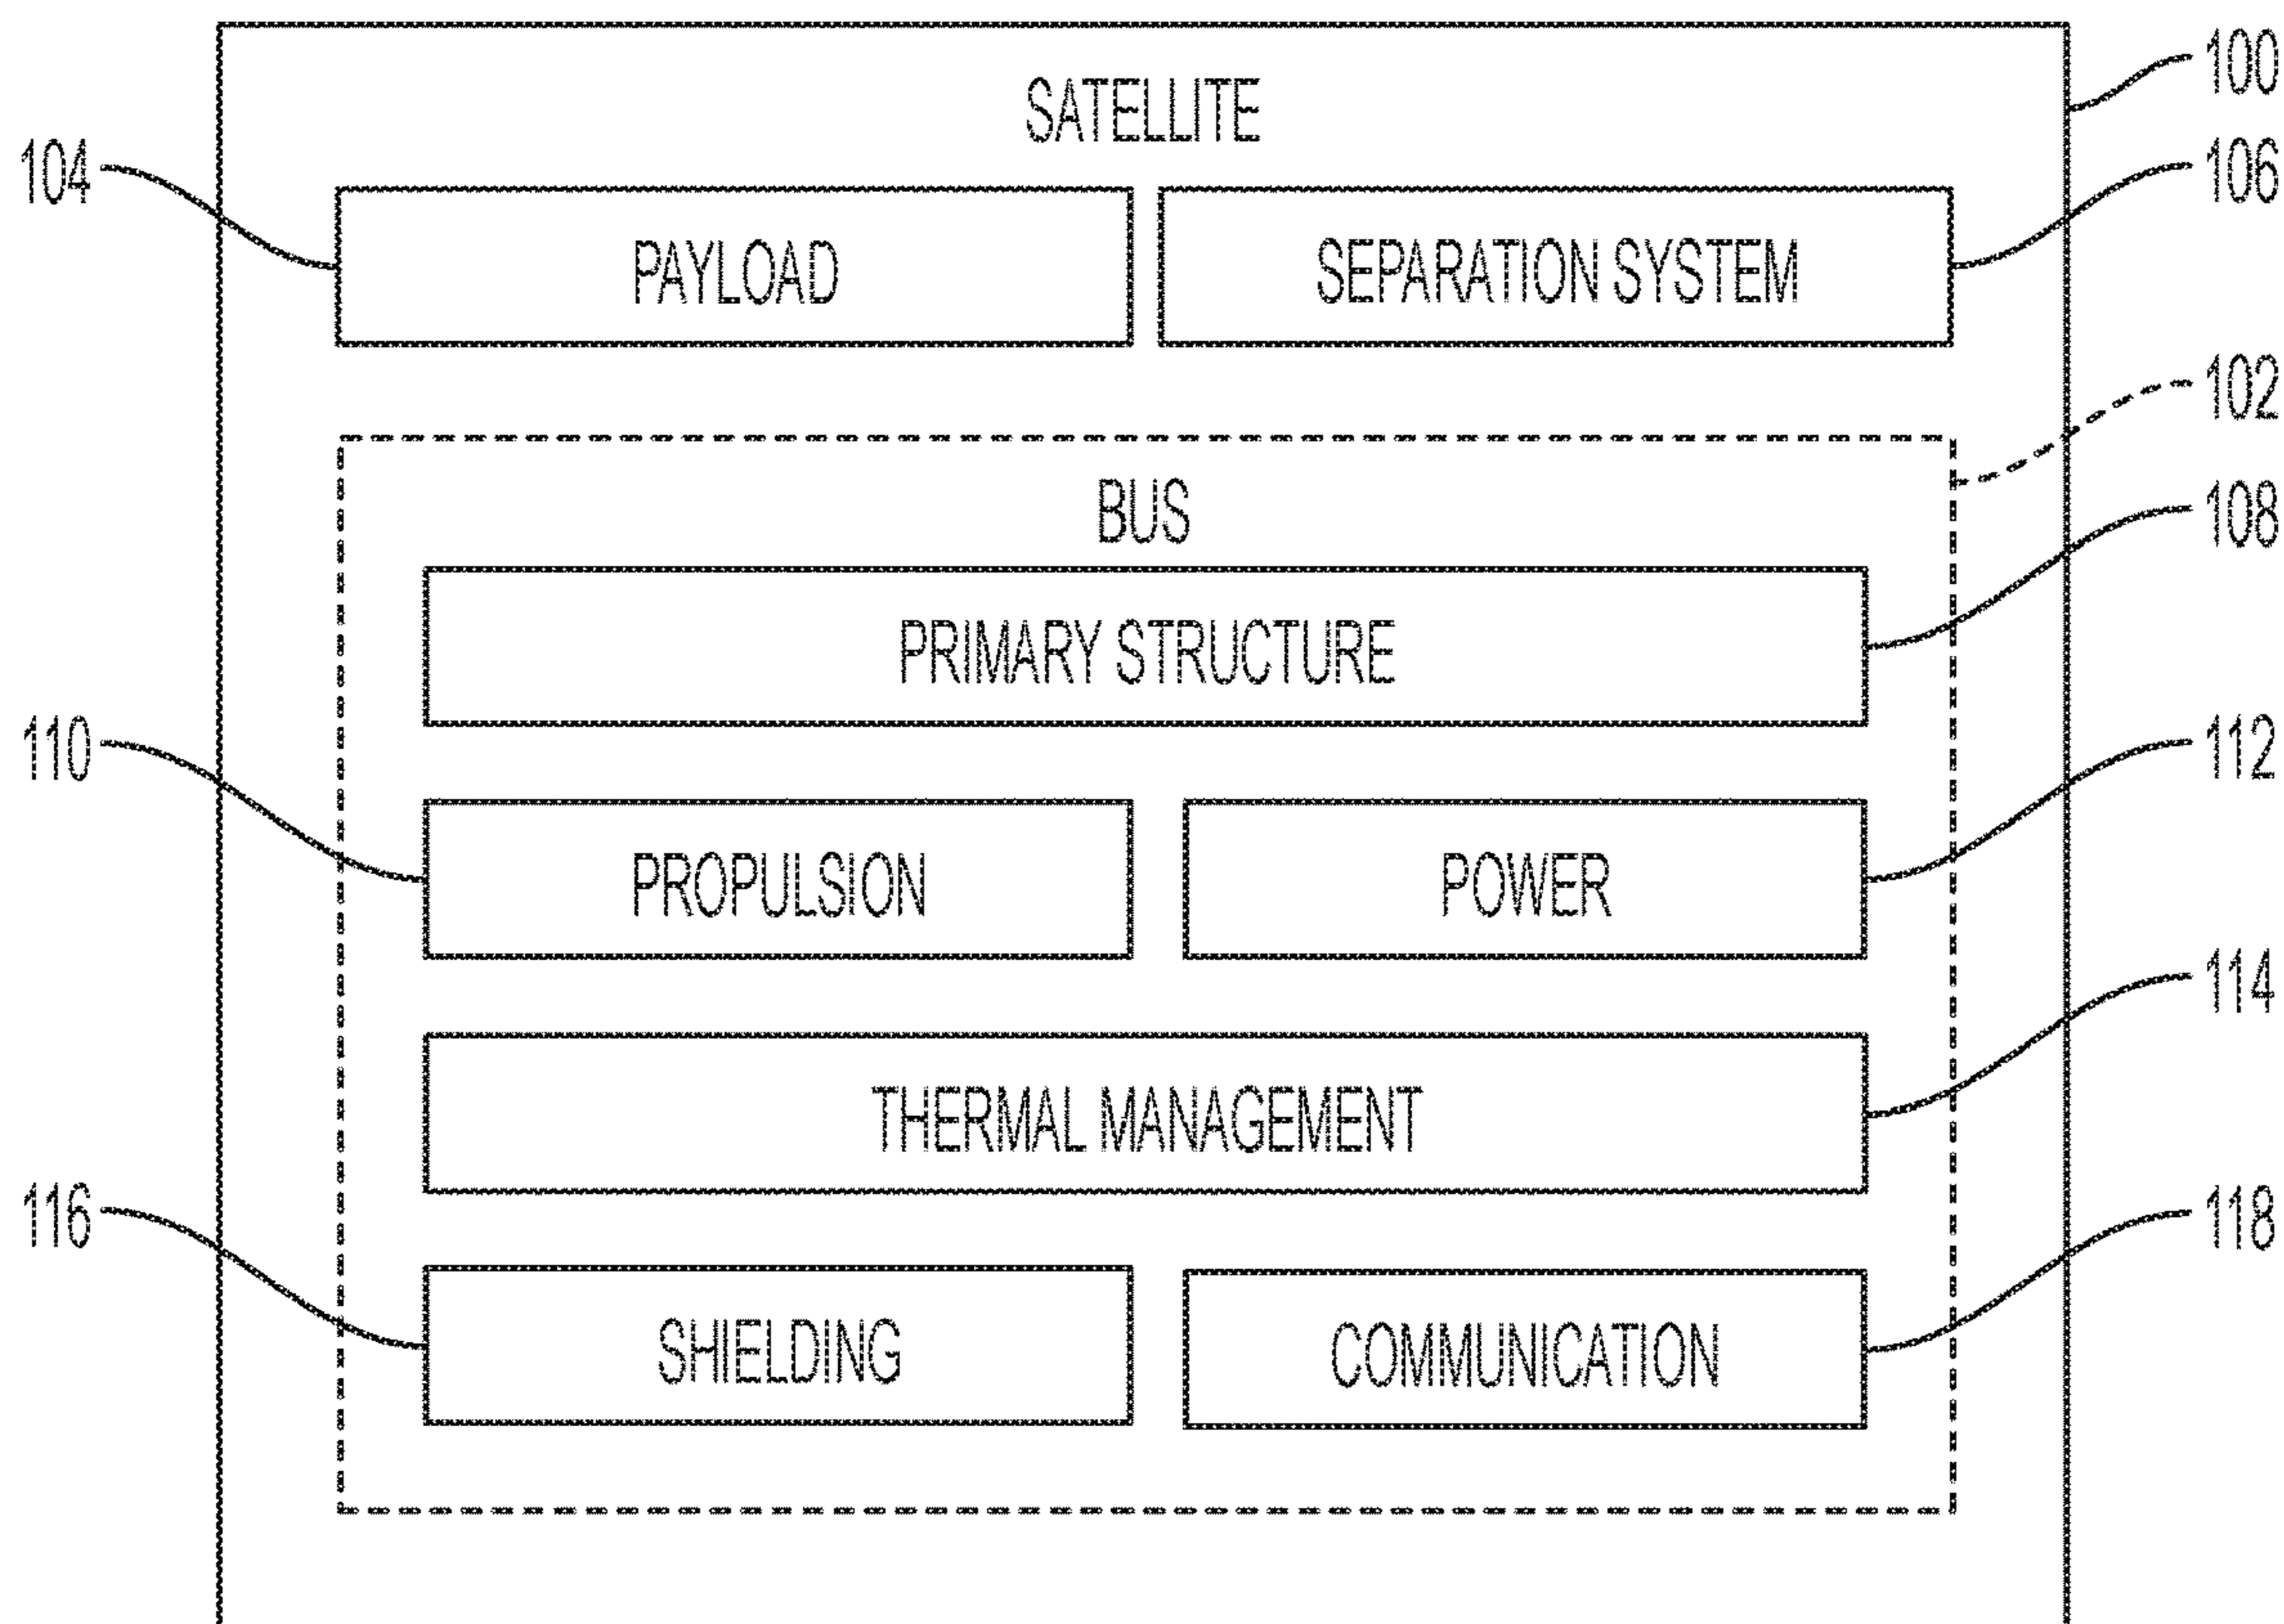 SATELLITE
100
104
106
PAYLOAD
SEPARATION SYSTEM
102
BUS
108
PRIMARY STRUCTURE
110
112
PROPULSION
POWER
114
THERMAL MANAGEMENT
116
118
SHIELDING
COMMUNICATION